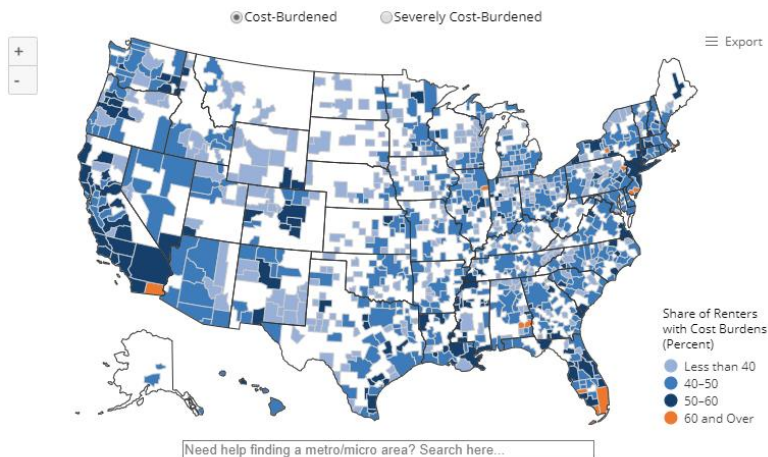 Cost-Burdened
Severely Cost-Burdened
+
-
Export
Share of Renters
with Cost Burdens
(Percent)
Less than 40
40–50
50–60
60 and Over
Need help finding a metro/micro area? Search here...